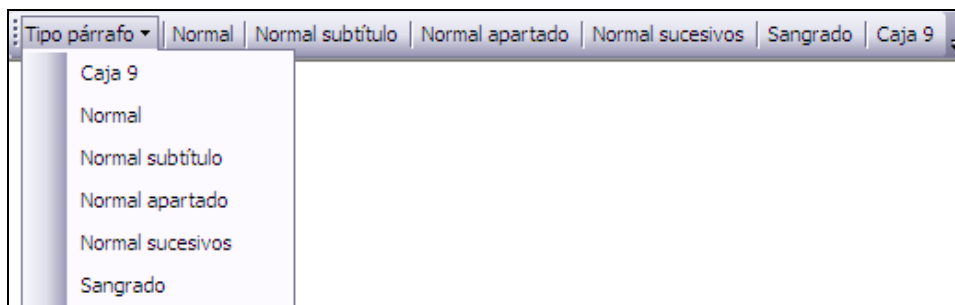 Tipo párrafo Normal Normal subtítulo Normal apartado Normal sucesivos Sangrado Caja 9
Caja 9
Normal
Normal subtítulo
Normal apartado
Normal sucesivos
Sangrado